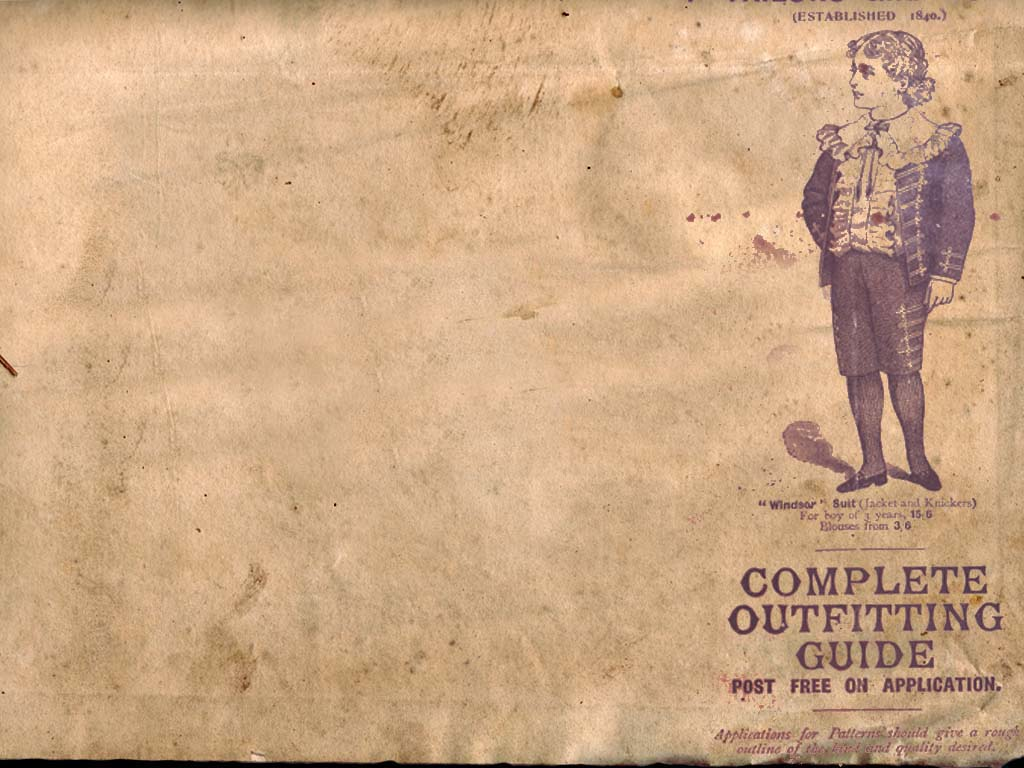 (ESTABLISHED 1840.)
"Windsor" Suit (Jacket and Knickers)
For boy of 3 years, 15/6
Blouses from 3/6
COMPLETE
OUTFITTING
GUIDE
POST FREE ON APPLICATION.
Applications for Patterns should give a rough
outline of the kind and quality desired.